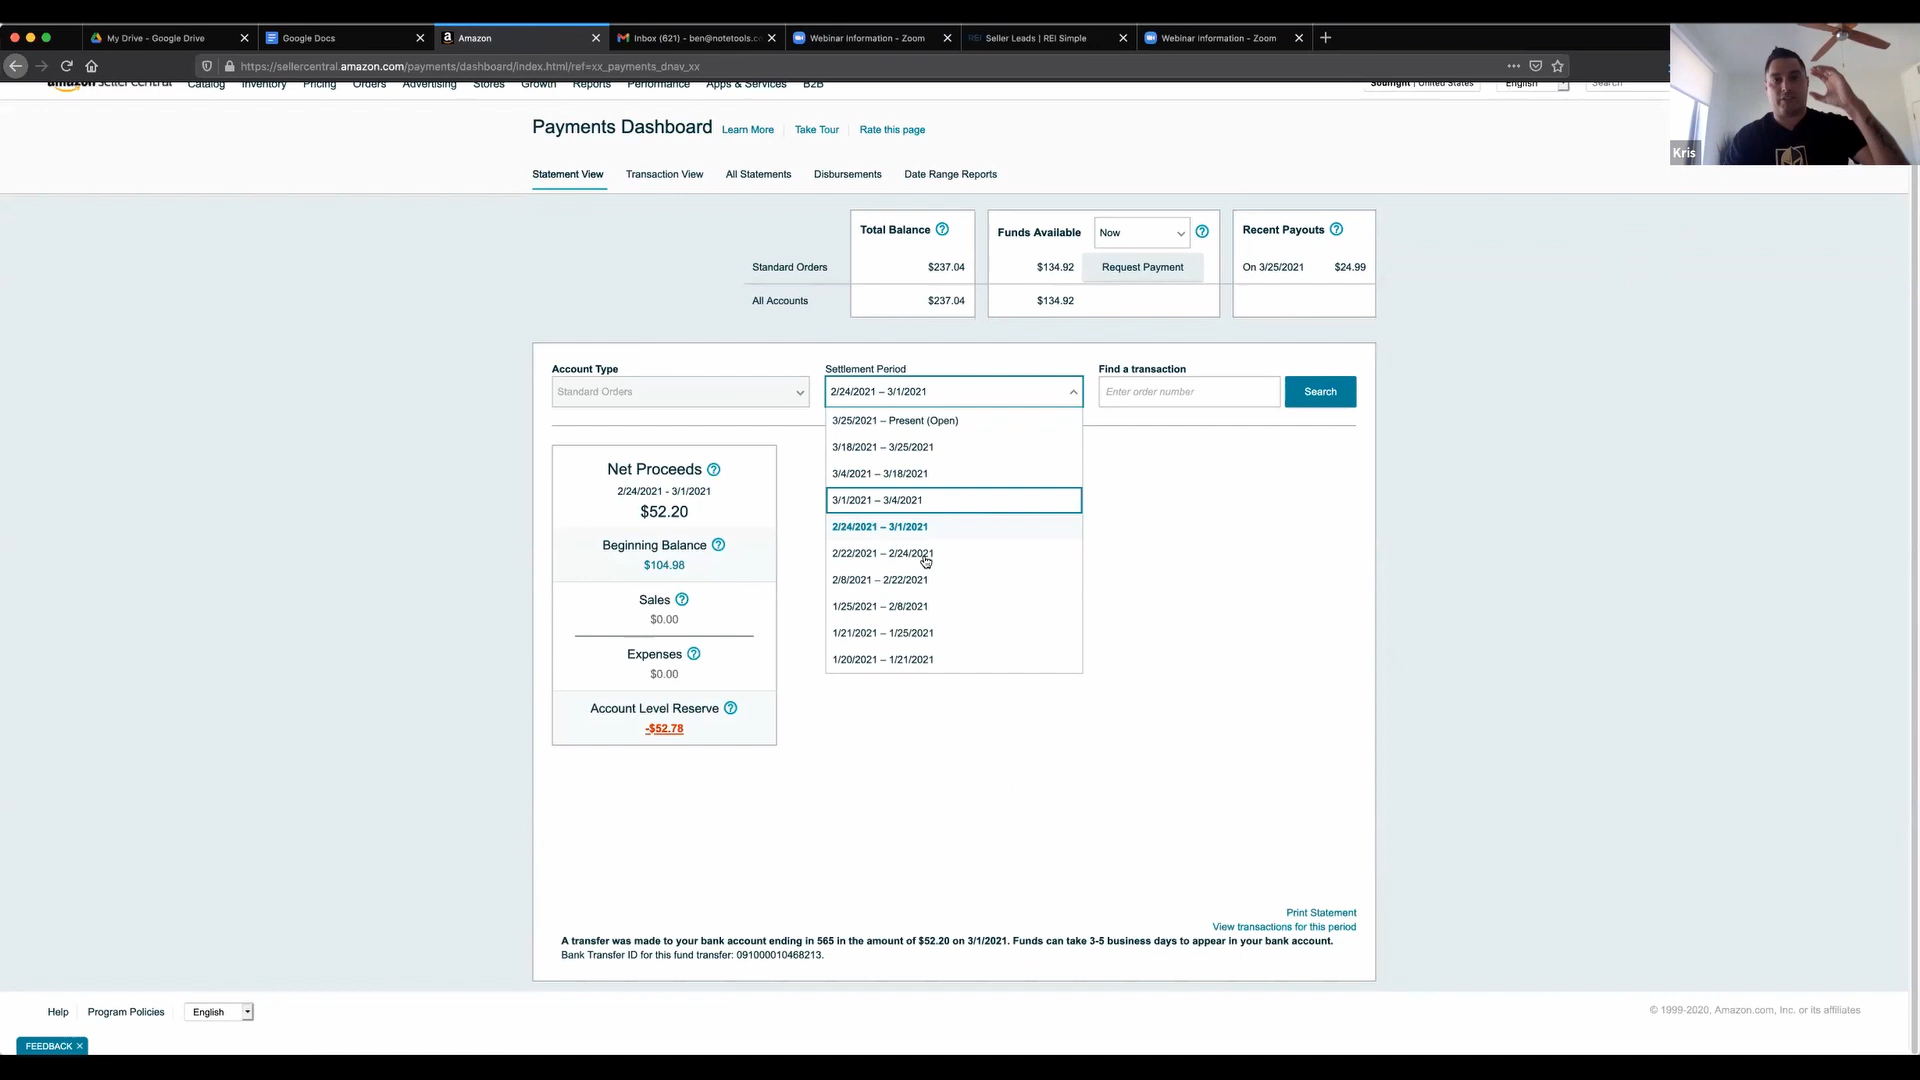 My Drive - Google Drive
Google Docs
Amazon
Inbox (621) - ben@notetools.c
Webinar Information - Zoom
Seller Leads | REI Simple
Webinar Information - Zoom
https://sellercentral.amazon.com/payments/dashboard/index.html/ref=xx_payments_dnav_xx
amazon seller central Catalog Inventory Pricing Orders Advertising Stores Growth Reports Performance Apps & Services B2B
United States English Search
Kris
Payments Dashboard Learn More Take Tour Rate this page
Statement View Transaction View All Statements Disbursements Date Range Reports
Total Balance Funds Available Now Recent Payouts
Standard Orders $237.04 $134.92 Request Payment On 3/25/2021 $24.99
All Accounts $237.04 $134.92
Account Type Settlement Period Find a transaction
Standard Orders 2/24/2021 – 3/1/2021 Enter order number Search
3/25/2021 – Present (Open)
3/18/2021 – 3/25/2021
3/4/2021 – 3/18/2021
3/1/2021 – 3/4/2021
2/24/2021 – 3/1/2021
2/22/2021 – 2/24/2021
2/8/2021 – 2/22/2021
1/25/2021 – 2/8/2021
1/21/2021 – 1/25/2021
1/20/2021 – 1/21/2021
Net Proceeds
2/24/2021 - 3/1/2021
$52.20
Beginning Balance
$104.98
Sales
$0.00
Expenses
$0.00
Account Level Reserve
-$52.78
Print Statement
View transactions for this period
A transfer was made to your bank account ending in 565 in the amount of $52.20 on 3/1/2021. Funds can take 3-5 business days to appear in your bank account.
Bank Transfer ID for this fund transfer: 091000010468213.
Help Program Policies English
© 1999-2020, Amazon.com, Inc. or its affiliates
FEEDBACK